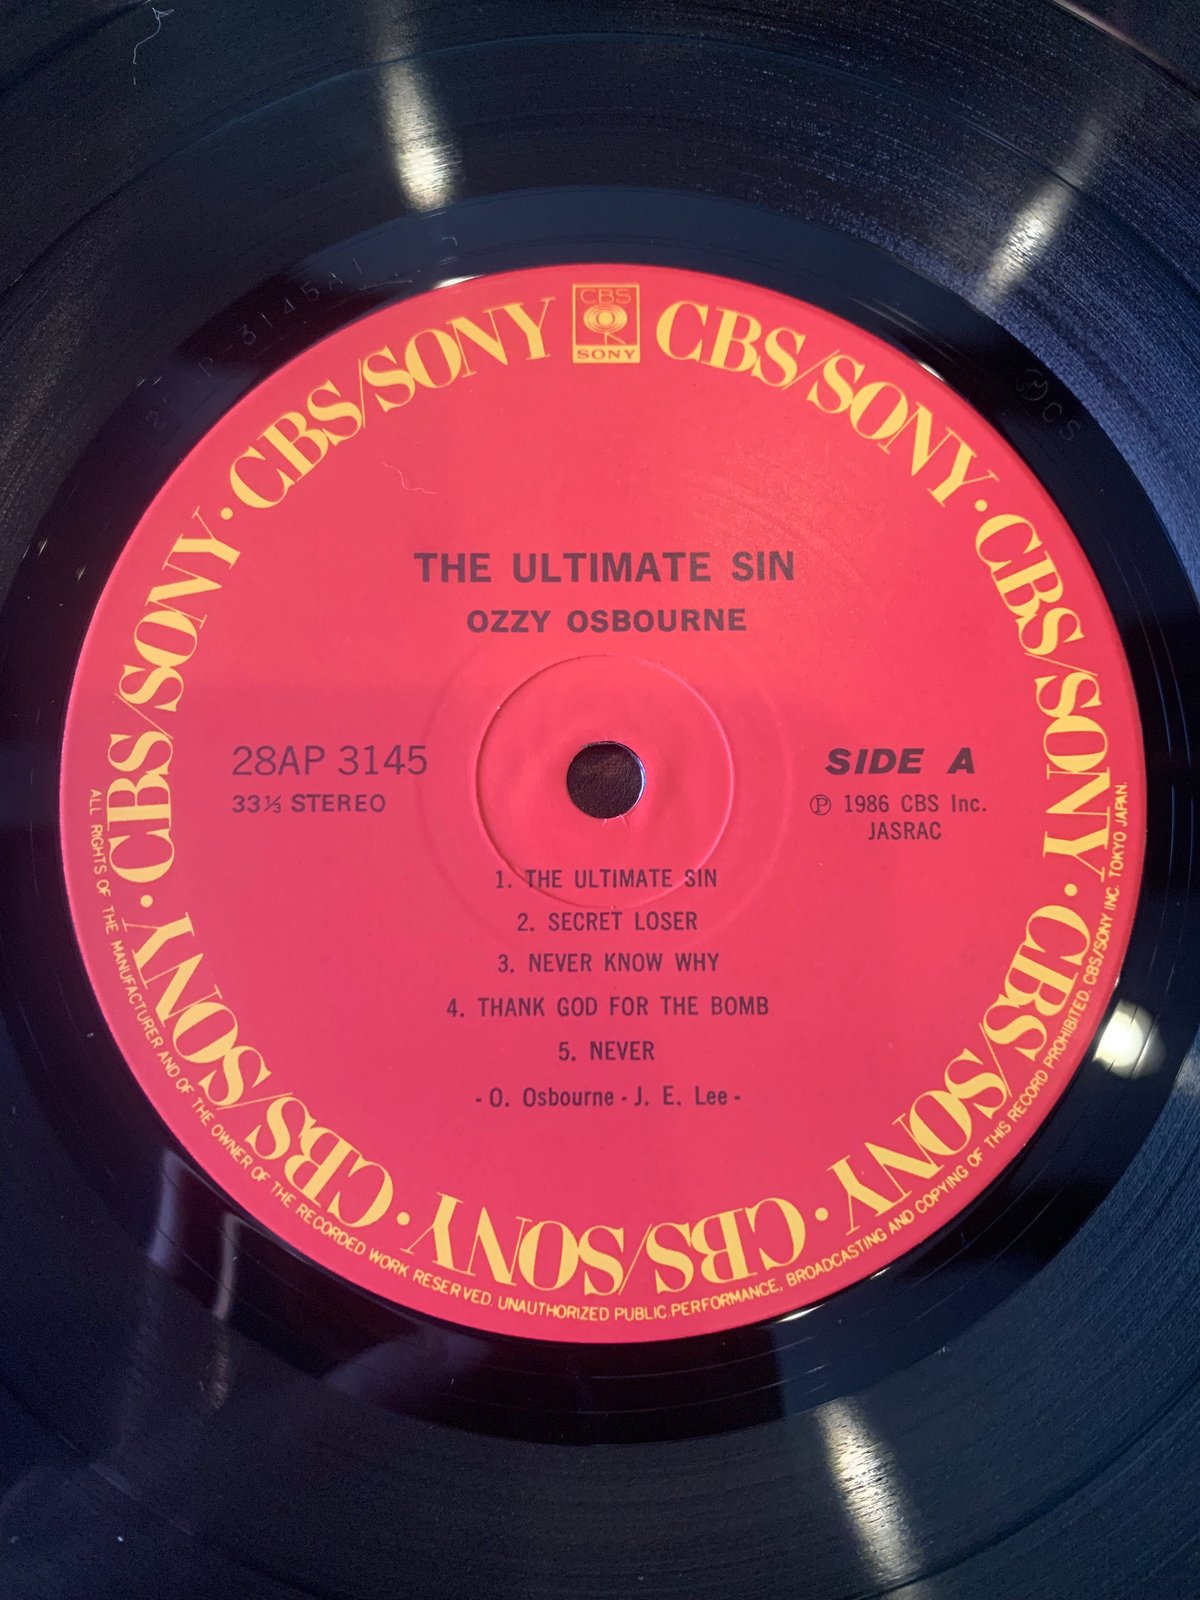 CBS
SONY
CBS/SONY · CBS/SONY · CBS/SONY · CBS/SONY · CBS/SONY · CBS/SONY · CBS/SONY · CBS/SONY
THE ULTIMATE SIN
OZZY OSBOURNE
28AP 3145
33⅓ STEREO
SIDE A
Ⓟ 1986 CBS Inc.
JASRAC
1. THE ULTIMATE SIN
2. SECRET LOSER
3. NEVER KNOW WHY
4. THANK GOD FOR THE BOMB
5. NEVER
- O. Osbourne - J. E. Lee -
ALL RIGHTS OF THE MANUFACTURER AND OF THE OWNER OF THE RECORDED WORK RESERVED. UNAUTHORIZED PUBLIC.PERFORMANCE, BROADCASTING AND COPYING OF THIS RECORD PROHIBITED. CBS/SONY INC. TOKYO JAPAN.